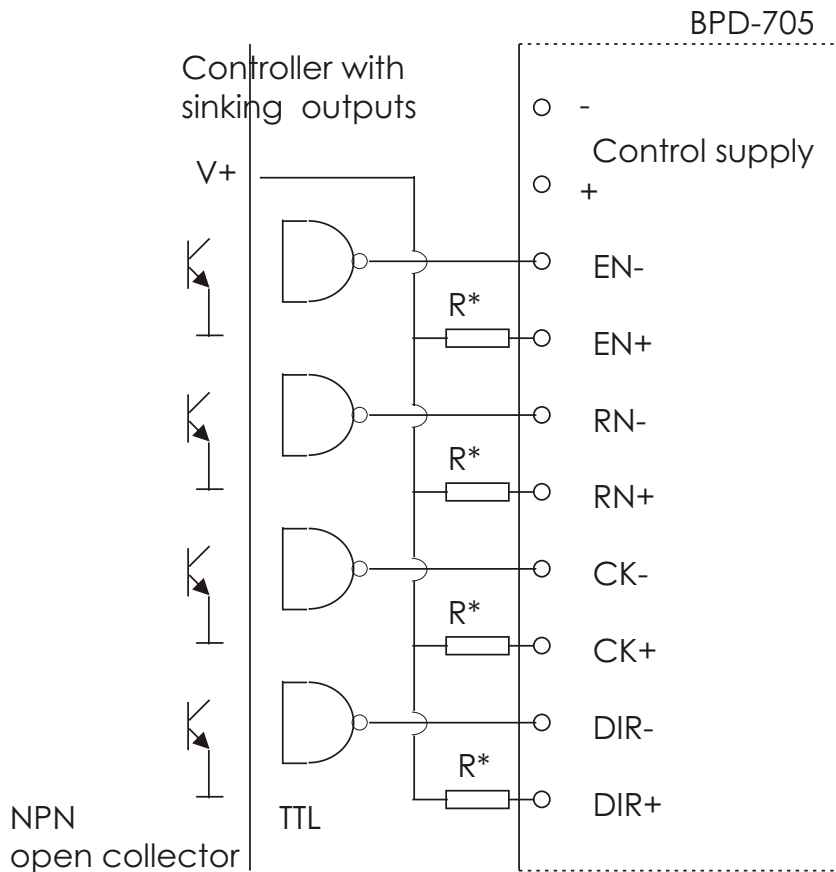 BPD-705
Controller with
sinking outputs
-
Control supply
V+
+
EN-
R*
EN+
RN-
R*
RN+
CK-
R*
CK+
DIR-
R*
DIR+
NPN
open collector
TTL